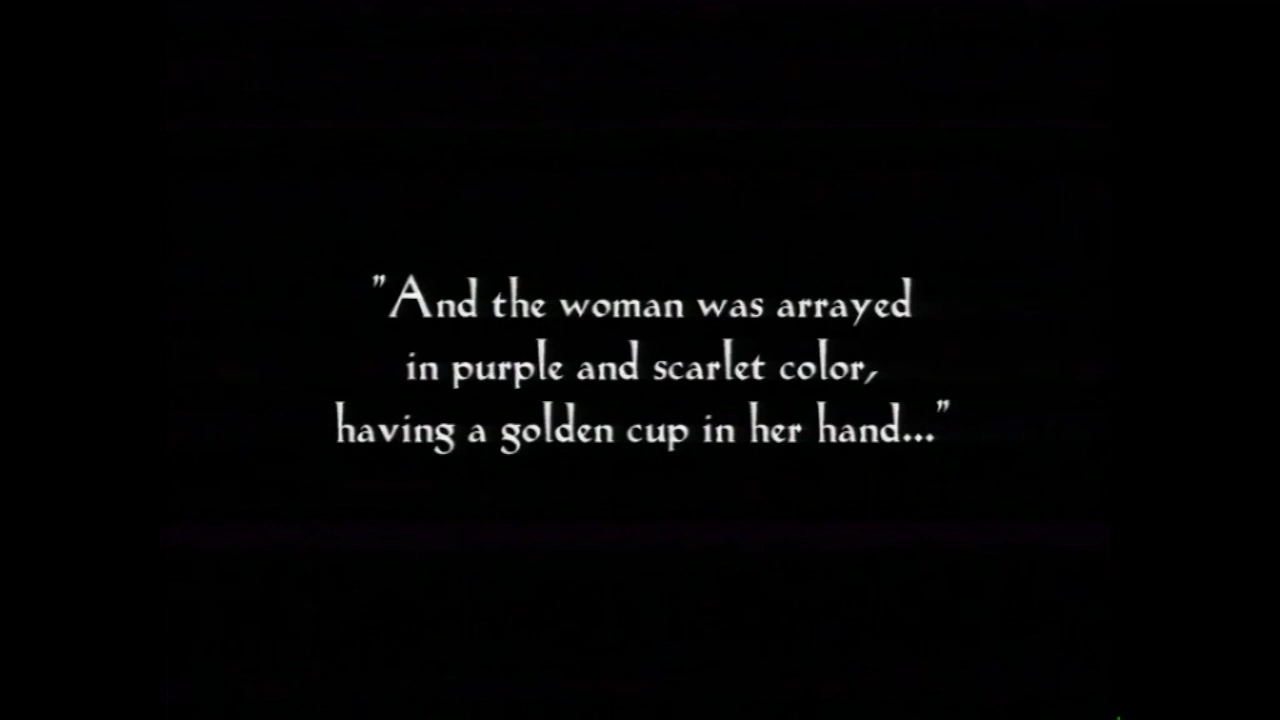 "And the woman was arrayed
in purple and scarlet color,
having a golden cup in her hand..."